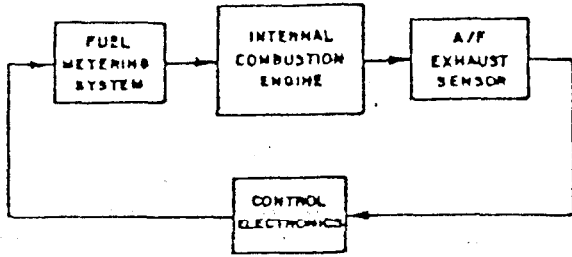 FUEL
METERING
SYSTEM
INTERNAL
COMBUSTION
ENGINE
A/F
EXHAUST
SENSOR
CONTROL
ELECTRONICS